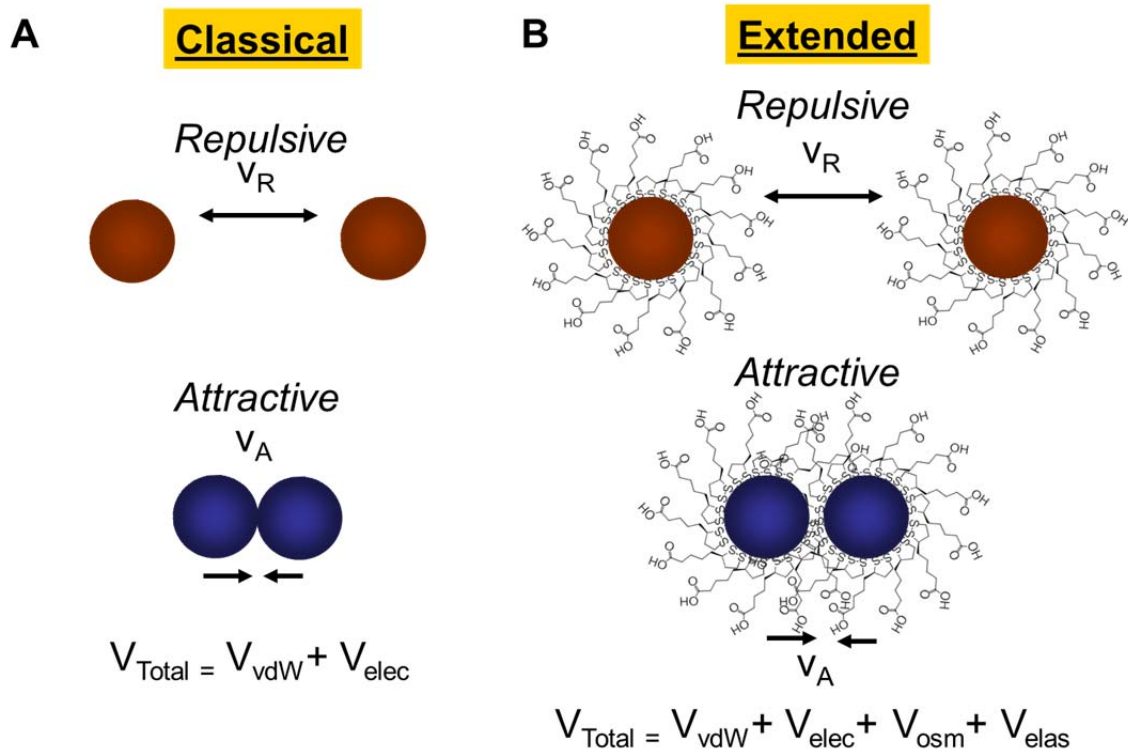 A
Classical
Repulsive
VR
Attractive
VA
VTotal = VvdW + Velec
B
Extended
Repulsive
VR
Attractive
VA
VTotal = VvdW + Velec + Vosm + Velas